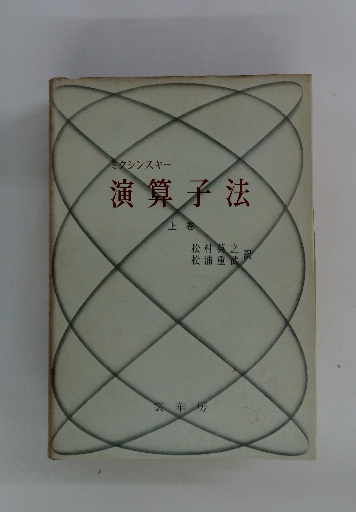 ミクシンスキー
演算子法
上巻
松村英之
松浦重武 訳
裳華房